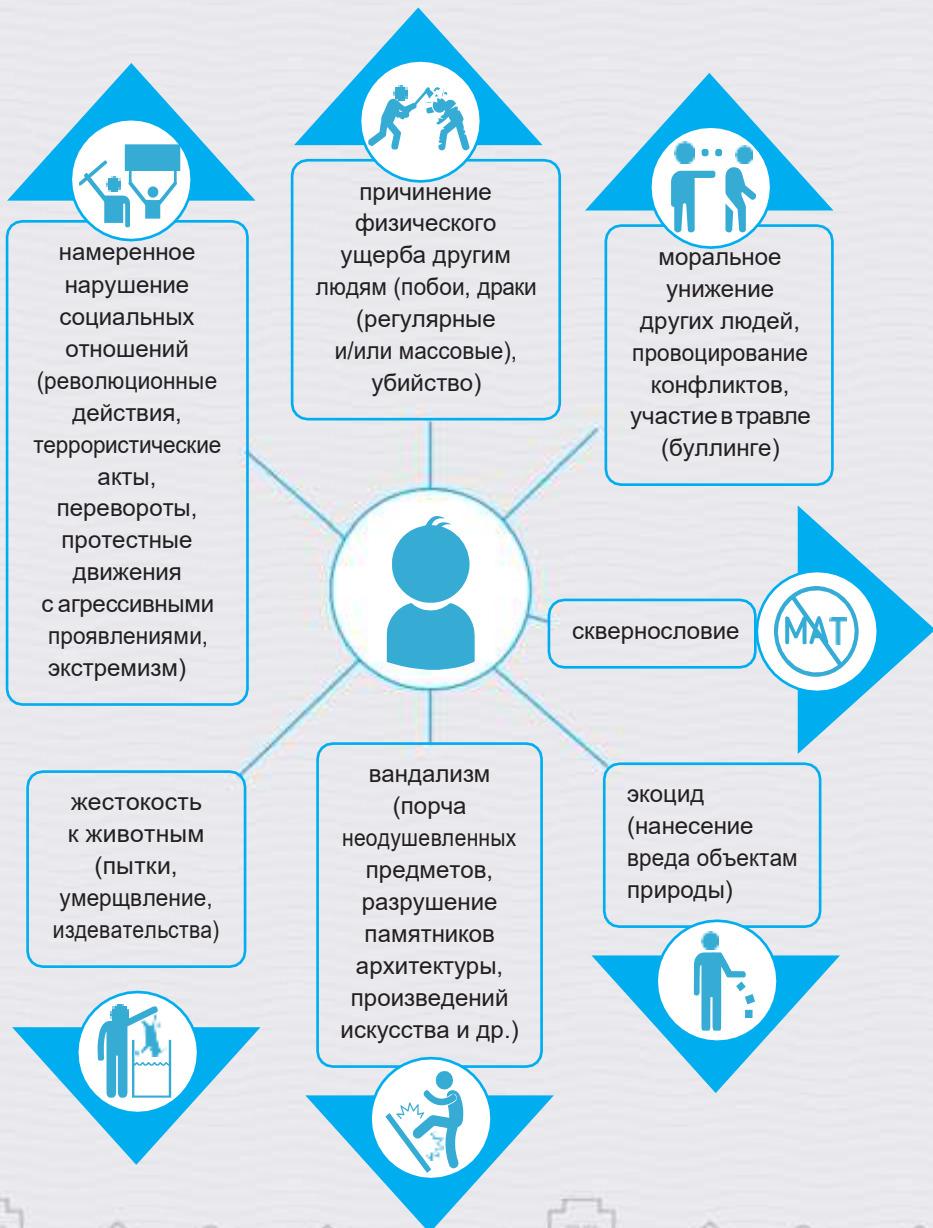 намеренное
нарушение
социальных
отношений
(революционные
действия,
террористические
акты,
перевороты,
протестные
движения
с агрессивными
проявлениями,
экстремизм)
причинение
физического
ущерба другим
людям (побои, драки
(регулярные
и/или массовые),
убийство)
моральное
унижение
других людей,
провоцирование
конфликтов,
участие в травле
(буллинге)
сквернословие
МАТ
жестокость
к животным
(пытки,
умерщвление,
издевательства)
вандализм
(порча
неодушевленных
предметов,
разрушение
памятников
архитектуры,
произведений
искусства и др.)
экоцид
(нанесение
вреда объектам
природы)